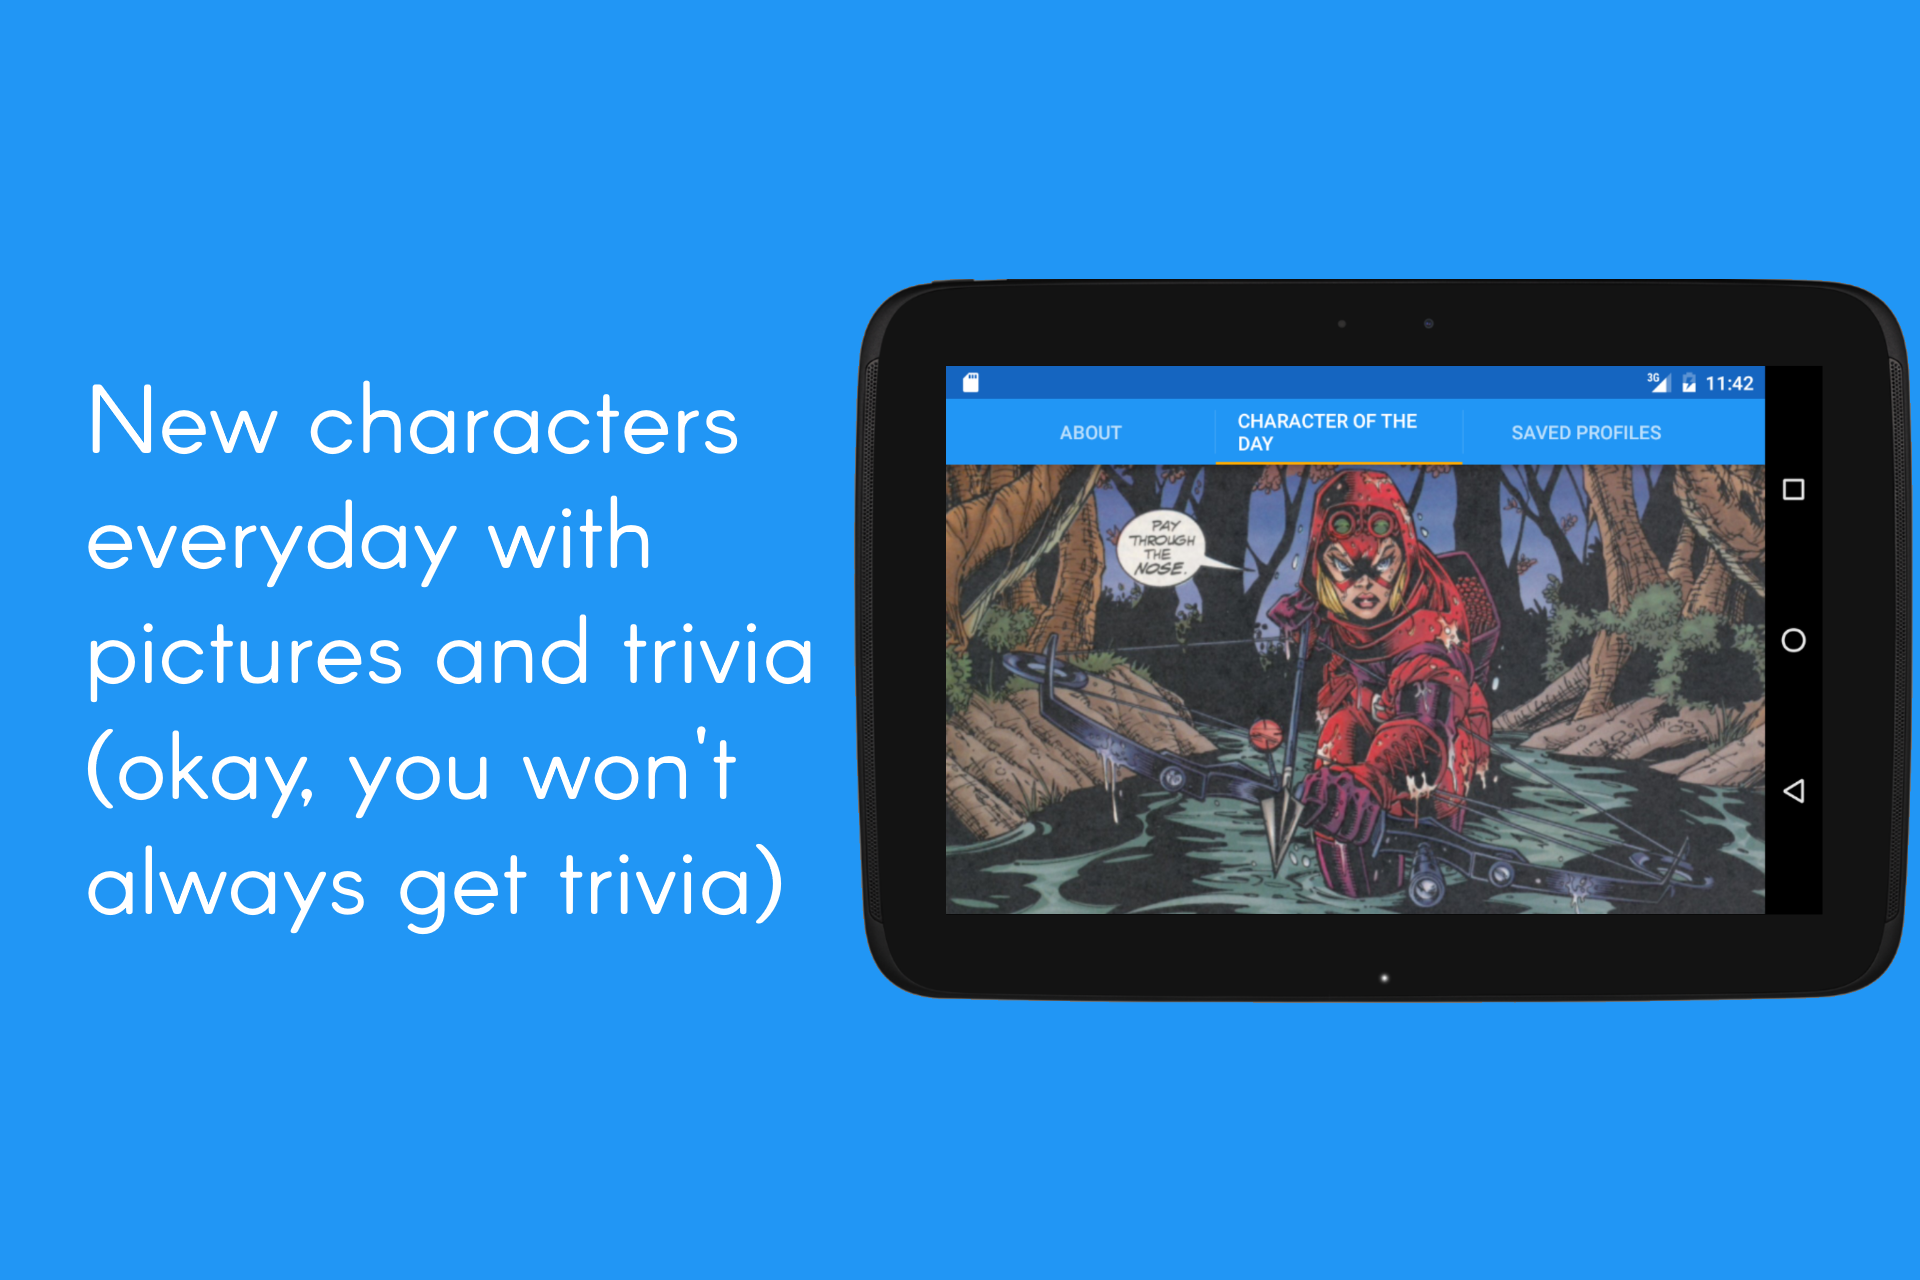 New characters
everyday with
pictures and trivia
(okay, you won't
always get trivia)
3G 11:42
ABOUT
CHARACTER OF THE
DAY
SAVED PROFILES
PAY
THROUGH
THE
NOSE.